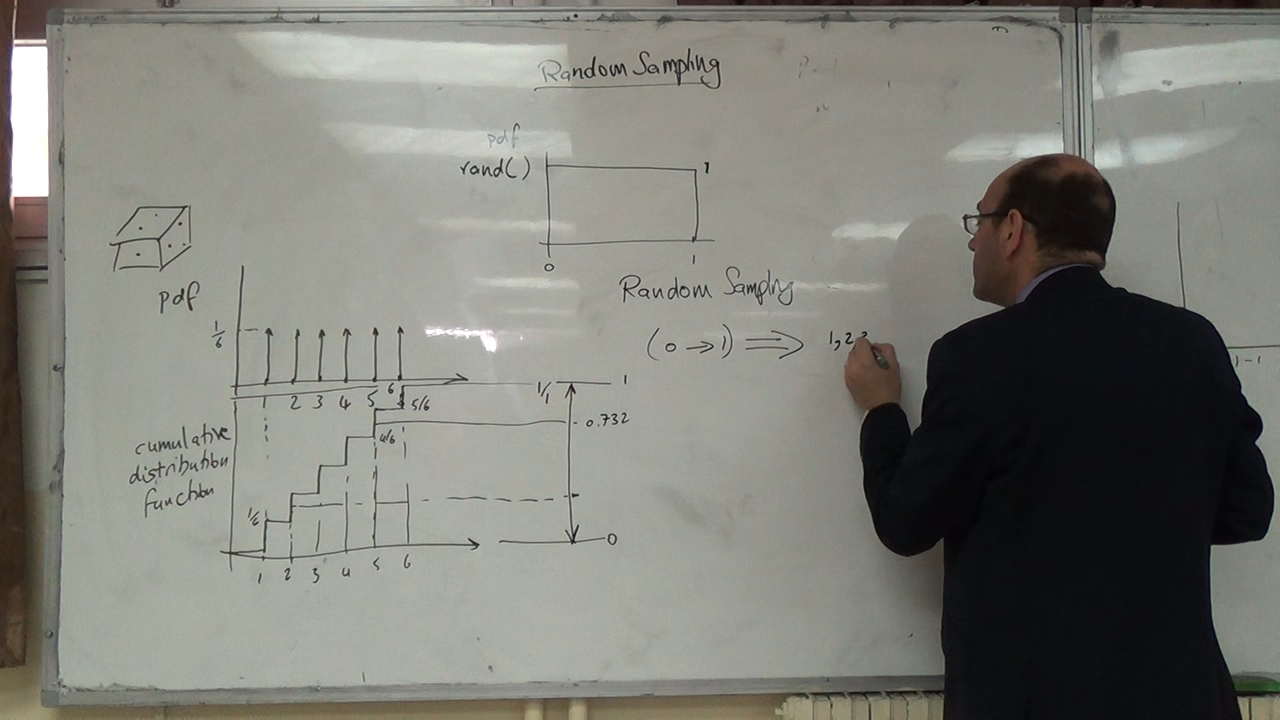 Random Sampling
pdf
rand()
1
0 1
Random Sampling
(0 → 1) ⇒ 1, 2
pdf
1/6
1 2 3 4 5 6
1/1 1
5/6
0.732
4/6
cumulative
distribution
function
1/6
0
1 2 3 4 5 6